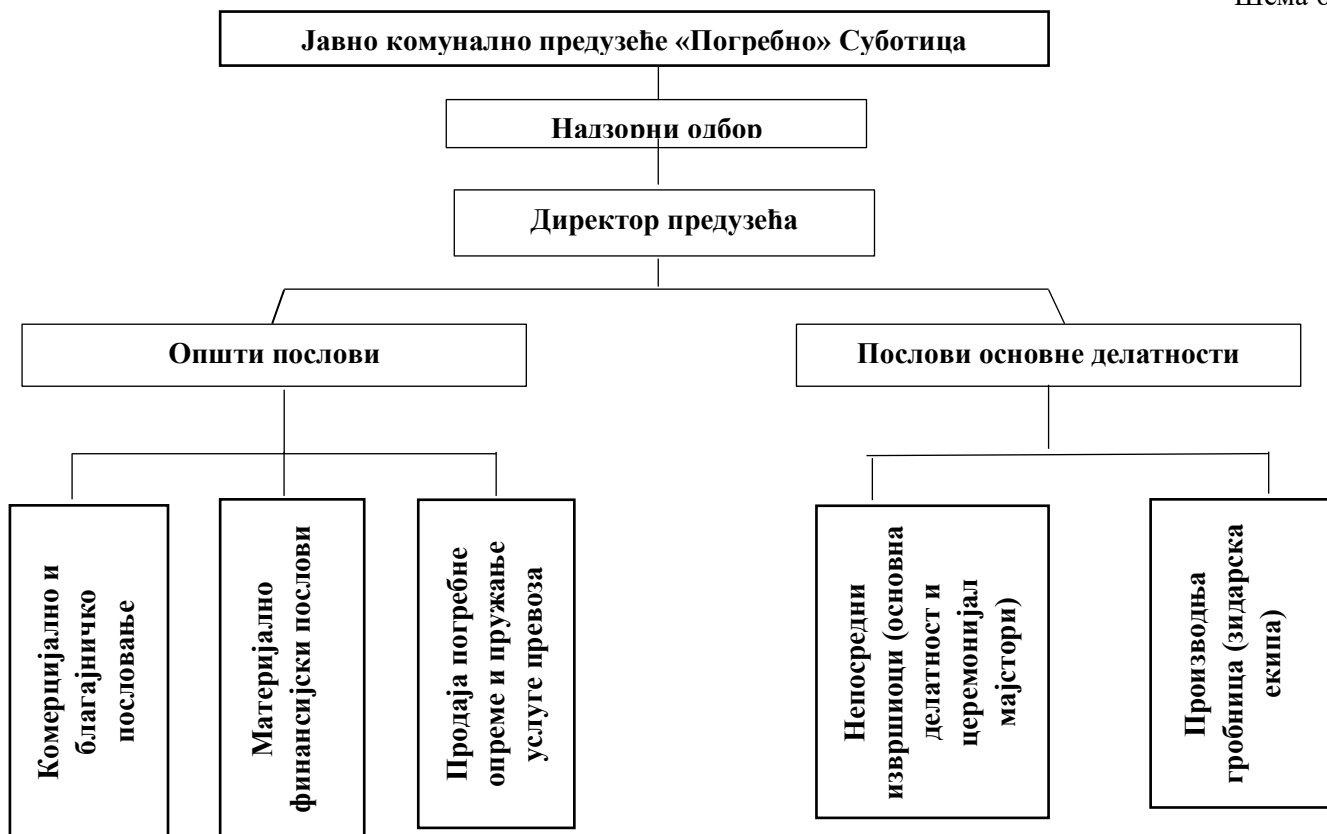 Шема
Јавно комунално предузеће «Погребно» Суботица
Надзорни одбор
Директор предузећа
Општи послови
Послови основне делатности
Комерцијално и
благајничко
пословање
Материјално
финансијски послови
Продаја погребне
опреме и пружање
услуге превоза
Непосредни
извршиоци (основна
делатност и
церемонијал
мајстори)
Производња
гробница (зидарска
екипа)